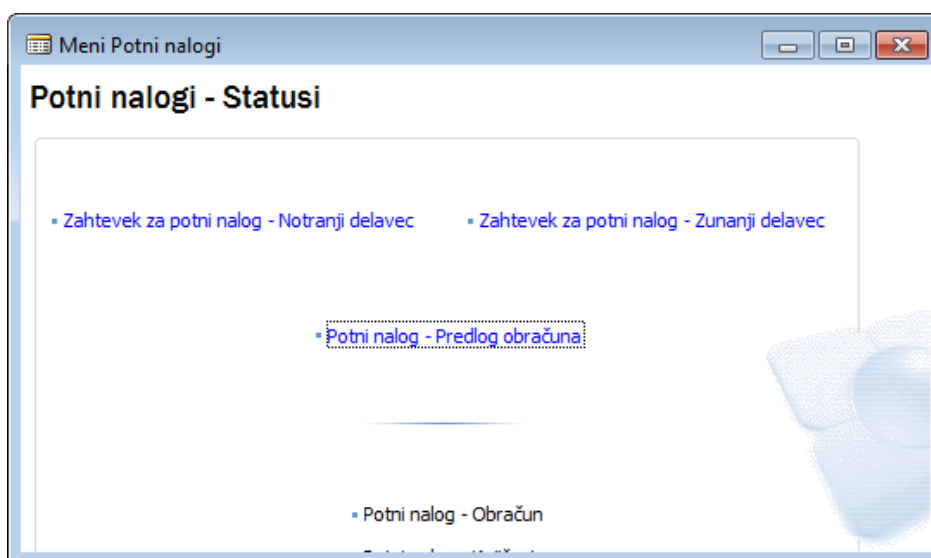 Meni Potni nalogi
Potni nalogi - Statusi
Zahtevek za potni nalog - Notranji delavec
Zahtevek za potni nalog - Zunanji delavec
Potni nalog - Predlog obračuna
Potni nalog - Obračun